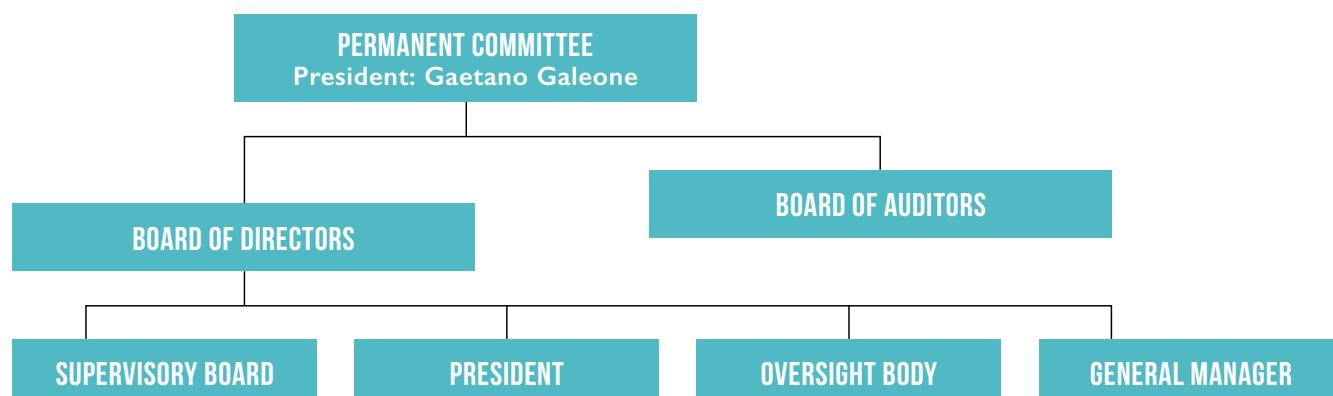 PERMANENT COMMITTEE
President: Gaetano Galeone
BOARD OF AUDITORS
BOARD OF DIRECTORS
SUPERVISORY BOARD
PRESIDENT
OVERSIGHT BODY
GENERAL MANAGER